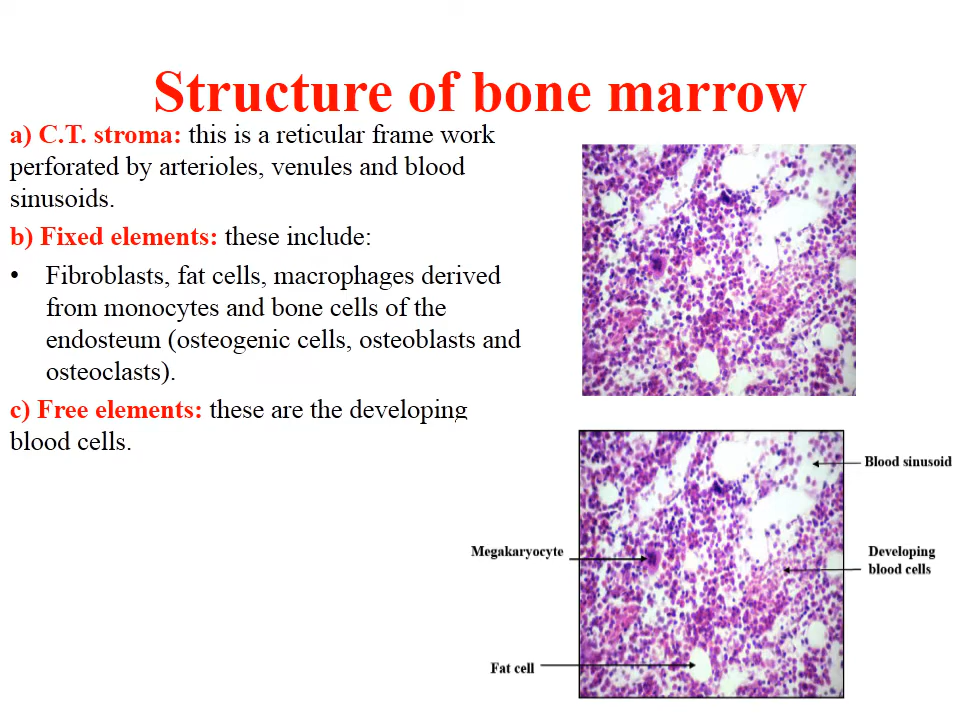 Structure of bone marrow
a) C.T. stroma: this is a reticular frame work
perforated by arterioles, venules and blood
sinusoids.
b) Fixed elements: these include:
• Fibroblasts, fat cells, macrophages derived
from monocytes and bone cells of the
endosteum (osteogenic cells, osteoblasts and
osteoclasts).
c) Free elements: these are the developing
blood cells.
Blood sinusoid
Megakaryocyte
Developing
blood cells
Fat cell